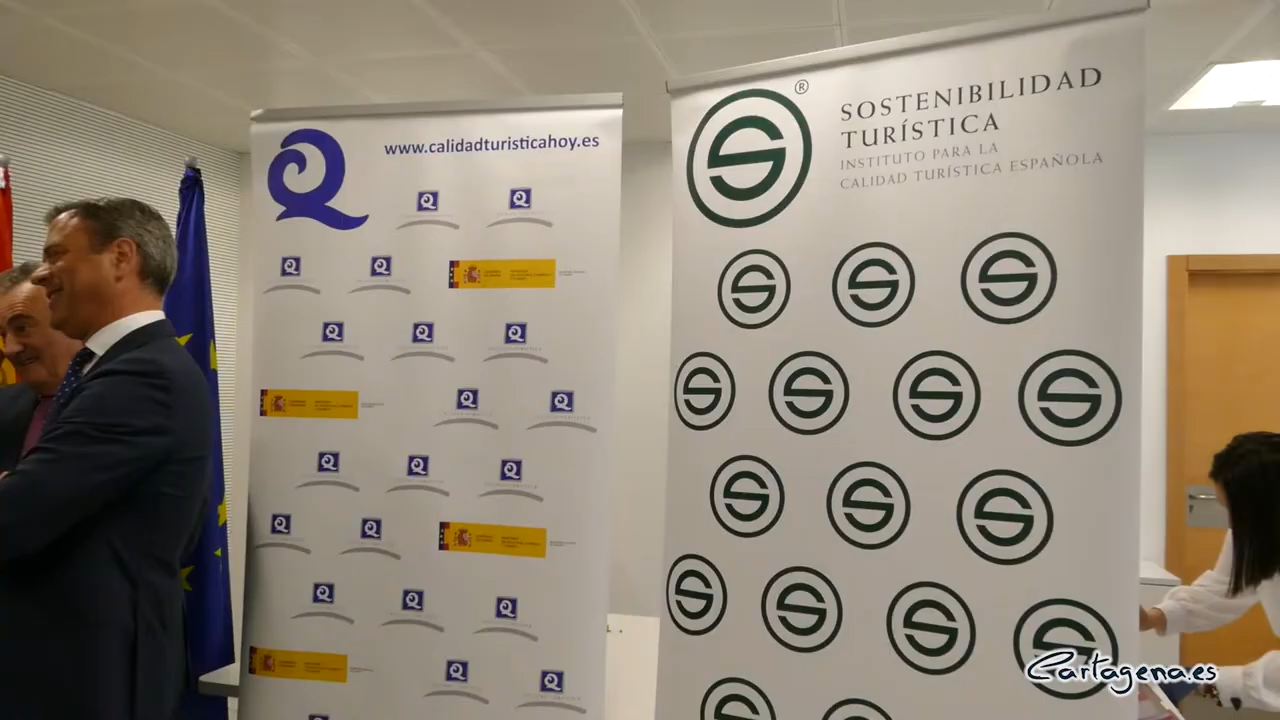 www.calidadturisticahoy.es
SOSTENIBILIDAD
TURÍSTICA
INSTITUTO PARA LA
CALIDAD TURÍSTICA ESPAÑOLA
Cartagena.es